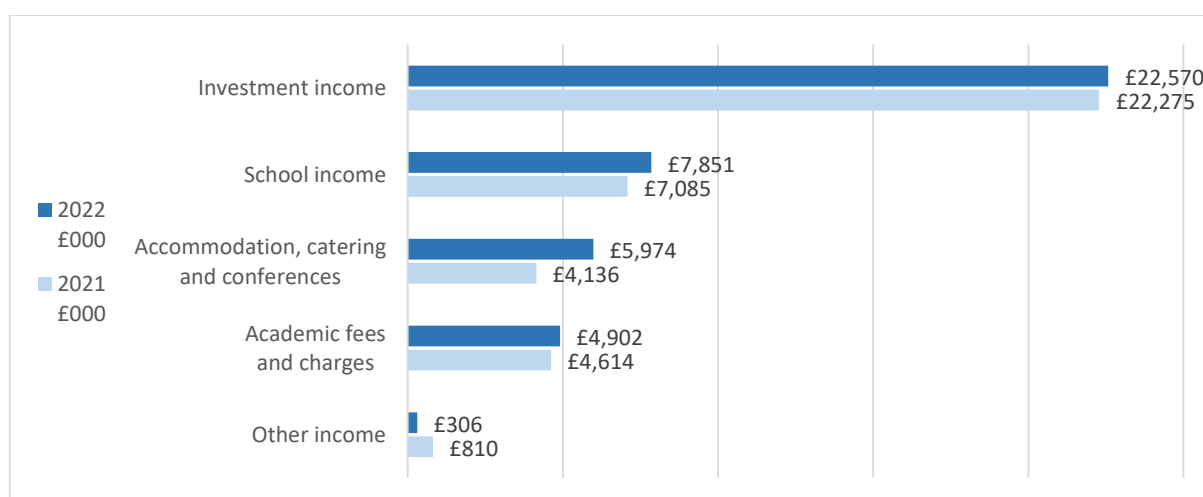 Investment income
£22,570
£22,275
School income
£7,851
£7,085
2022
£000
2021
£000
Accommodation, catering
and conferences
£5,974
£4,136
Academic fees
and charges
£4,902
£4,614
Other income
£306
£810